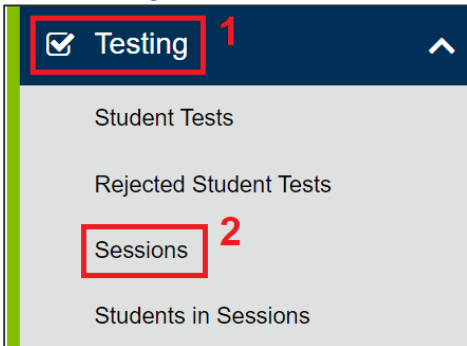 Testing 1
Student Tests
Rejected Student Tests
Sessions 2
Students in Sessions